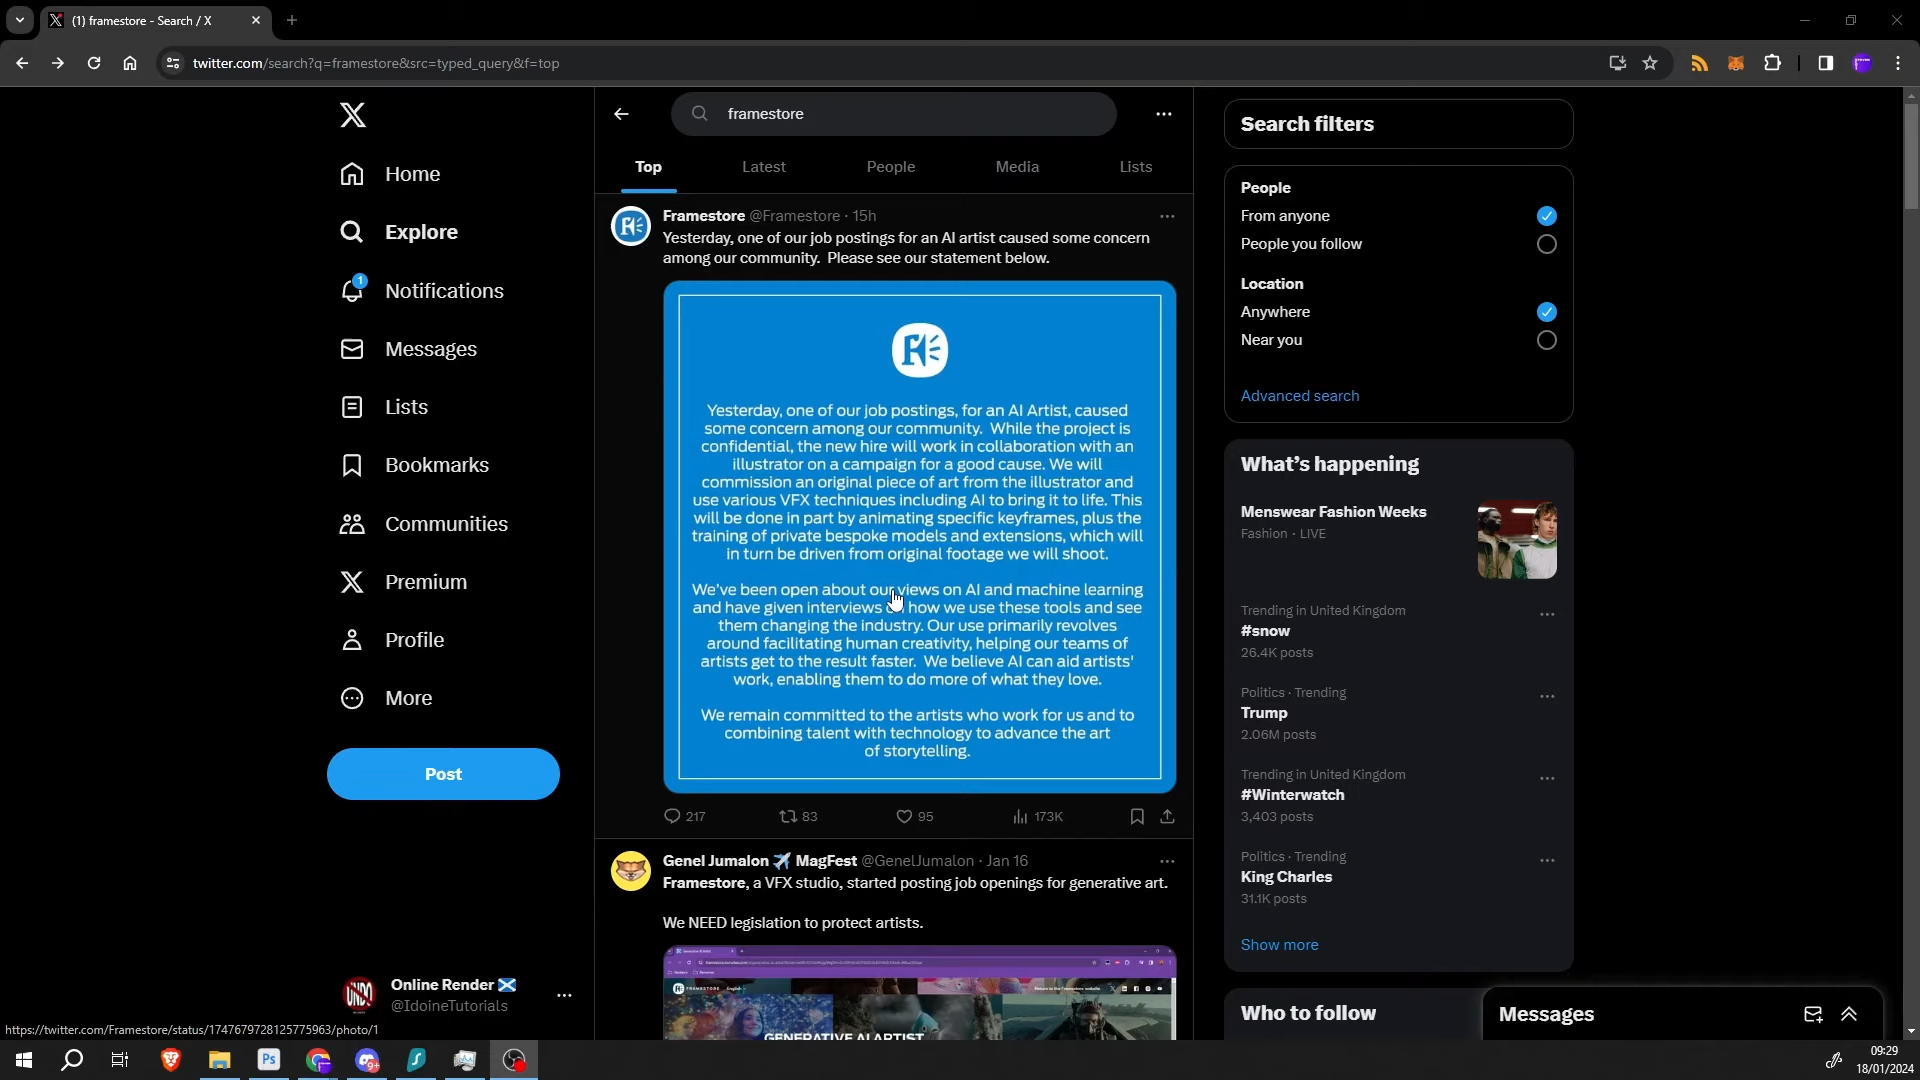 (1) framestore - Search / X
twitter.com/search?q=framestore&src=typed_query&f=top
Home
Explore
1
Notifications
Messages
Lists
Bookmarks
Communities
Premium
Profile
More
Post
Online Render
@IdoineTutorials
framestore
Top
Latest
People
Media
Lists
Framestore @Framestore · 15h
Yesterday, one of our job postings for an AI artist caused some concern
among our community.  Please see our statement below.
Yesterday, one of our job postings, for an AI Artist, caused
some concern among our community.  While the project is
confidential, the new hire will work in collaboration with an
illustrator on a campaign for a good cause. We will
commission an original piece of art from the illustrator and
use various VFX techniques including AI to bring it to life. This
will be done in part by animating specific keyframes, plus the
training of private bespoke models and extensions, which will
in turn be driven from original footage we will shoot.
We've been open about our views on AI and machine learning
and have given interviews how we use these tools and see
them changing the industry. Our use primarily revolves
around facilitating human creativity, helping our teams of
artists get to the result faster.  We believe AI can aid artists'
work, enabling them to do more of what they love.
We remain committed to the artists who work for us and to
combining talent with technology to advance the art
of storytelling.
217
83
95
173K
Genel Jumalon ✈️ MagFest @GenelJumalon · Jan 16
Framestore, a VFX studio, started posting job openings for generative art.
We NEED legislation to protect artists.
FRAMESTORE
English
GENERATIVE AI ARTIST
Search filters
People
From anyone
People you follow
Location
Anywhere
Near you
Advanced search
What's happening
Menswear Fashion Weeks
Fashion · LIVE
Trending in United Kingdom
#snow
26.4K posts
Politics · Trending
Trump
2.06M posts
Trending in United Kingdom
#Winterwatch
3,403 posts
Politics · Trending
King Charles
31.1K posts
Show more
Who to follow
Messages
https://twitter.com/Framestore/status/1747679728125775963/photo/1
Ps
9+
09:29
18/01/2024